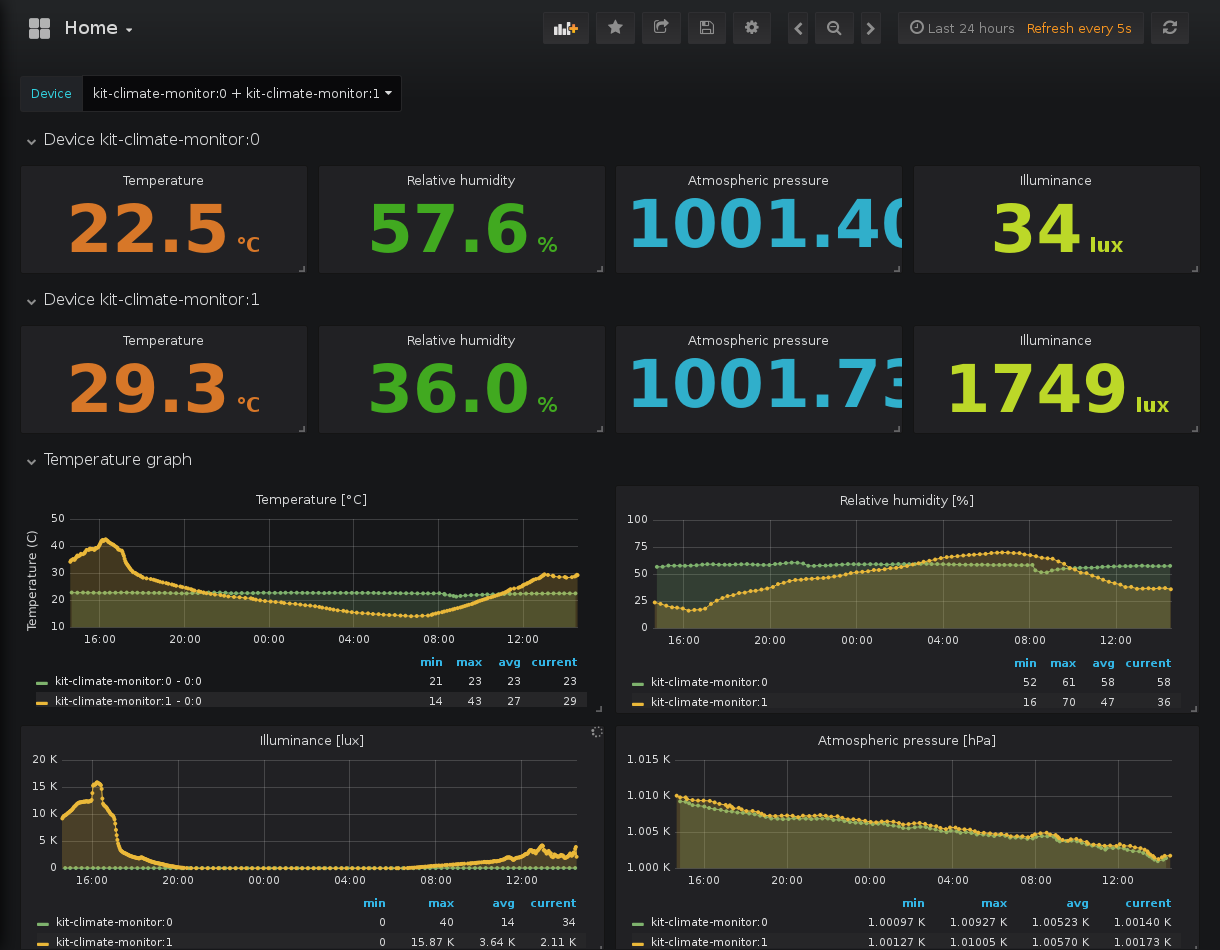 Home
Last 24 hours Refresh every 5s
Device kit-climate-monitor:0 + kit-climate-monitor:1
Device kit-climate-monitor:0
Temperature Relative humidity Atmospheric pressure Illuminance
22.5 °C 57.6 % 1001.40 34 lux
Device kit-climate-monitor:1
Temperature Relative humidity Atmospheric pressure Illuminance
29.3 °C 36.0 % 1001.73 1749 lux
Temperature graph
Temperature [°C]
Temperature (C)
50
40
30
20
10
16:00 20:00 00:00 04:00 08:00 12:00
min max avg current
kit-climate-monitor:0 - 0:0 21 23 23 23
kit-climate-monitor:1 - 0:0 14 43 27 29
Relative humidity [%]
100
75
50
25
0
16:00 20:00 00:00 04:00 08:00 12:00
min max avg current
kit-climate-monitor:0 52 61 58 58
kit-climate-monitor:1 16 70 47 36
Illuminance [lux]
20 K
15 K
10 K
5 K
0
16:00 20:00 00:00 04:00 08:00 12:00
min max avg current
kit-climate-monitor:0 0 40 14 34
kit-climate-monitor:1 0 15.87 K 3.64 K 2.11 K
Atmospheric pressure [hPa]
1.015 K
1.010 K
1.005 K
1.000 K
16:00 20:00 00:00 04:00 08:00 12:00
min max avg current
kit-climate-monitor:0 1.00097 K 1.00927 K 1.00523 K 1.00140 K
kit-climate-monitor:1 1.00127 K 1.01005 K 1.00570 K 1.00173 K